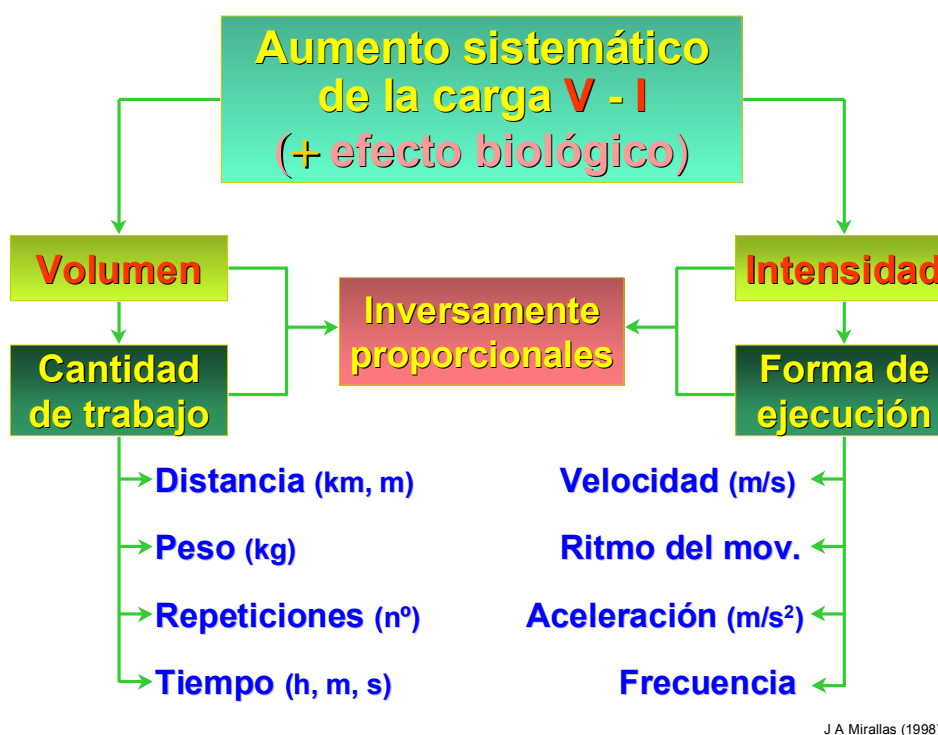 Aumento sistemático
de la carga V - I
(+ efecto biológico)
Volumen
Intensidad
Inversamente
proporcionales
Cantidad
de trabajo
Forma de
ejecución
Distancia (km, m)
Velocidad (m/s)
Peso (kg)
Ritmo del mov.
Repeticiones (nº)
Aceleración (m/s²)
Tiempo (h, m, s)
Frecuencia
J A Mirallas (1998)